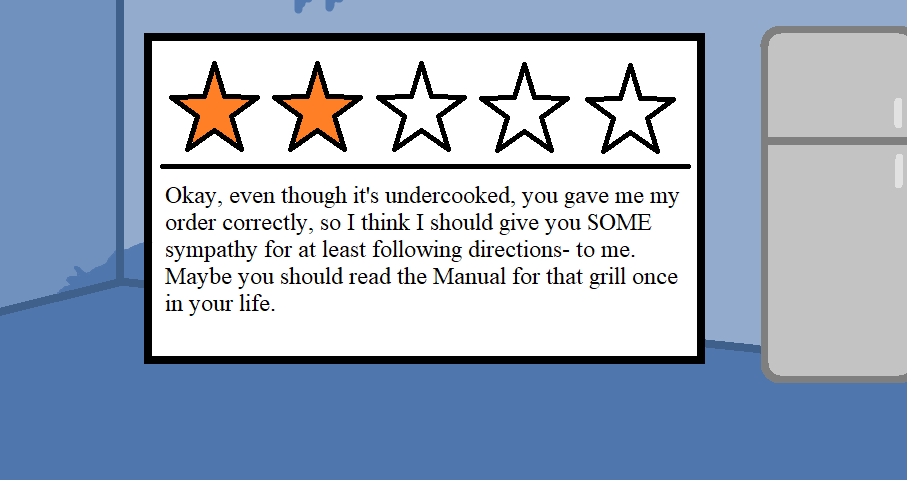 Okay, even though it's undercooked, you gave me my
order correctly, so I think I should give you SOME
sympathy for at least following directions- to me.
Maybe you should read the Manual for that grill once
in your life.